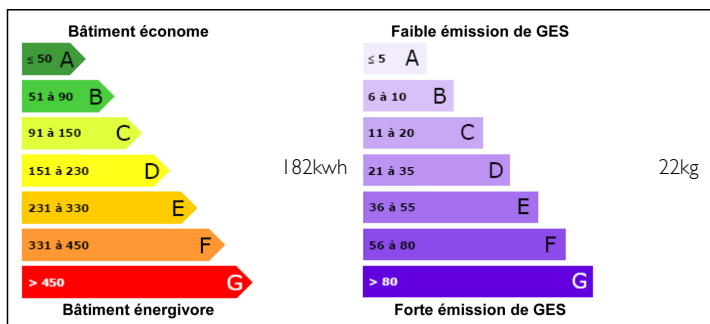 Bâtiment économe
≤ 50 A
51 à 90 B
91 à 150 C
151 à 230 D
231 à 330 E
331 à 450 F
> 450 G
Bâtiment énergivore
182kwh
Faible émission de GES
≤ 5 A
6 à 10 B
11 à 20 C
21 à 35 D
36 à 55 E
56 à 80 F
> 80 G
Forte émission de GES
22kg